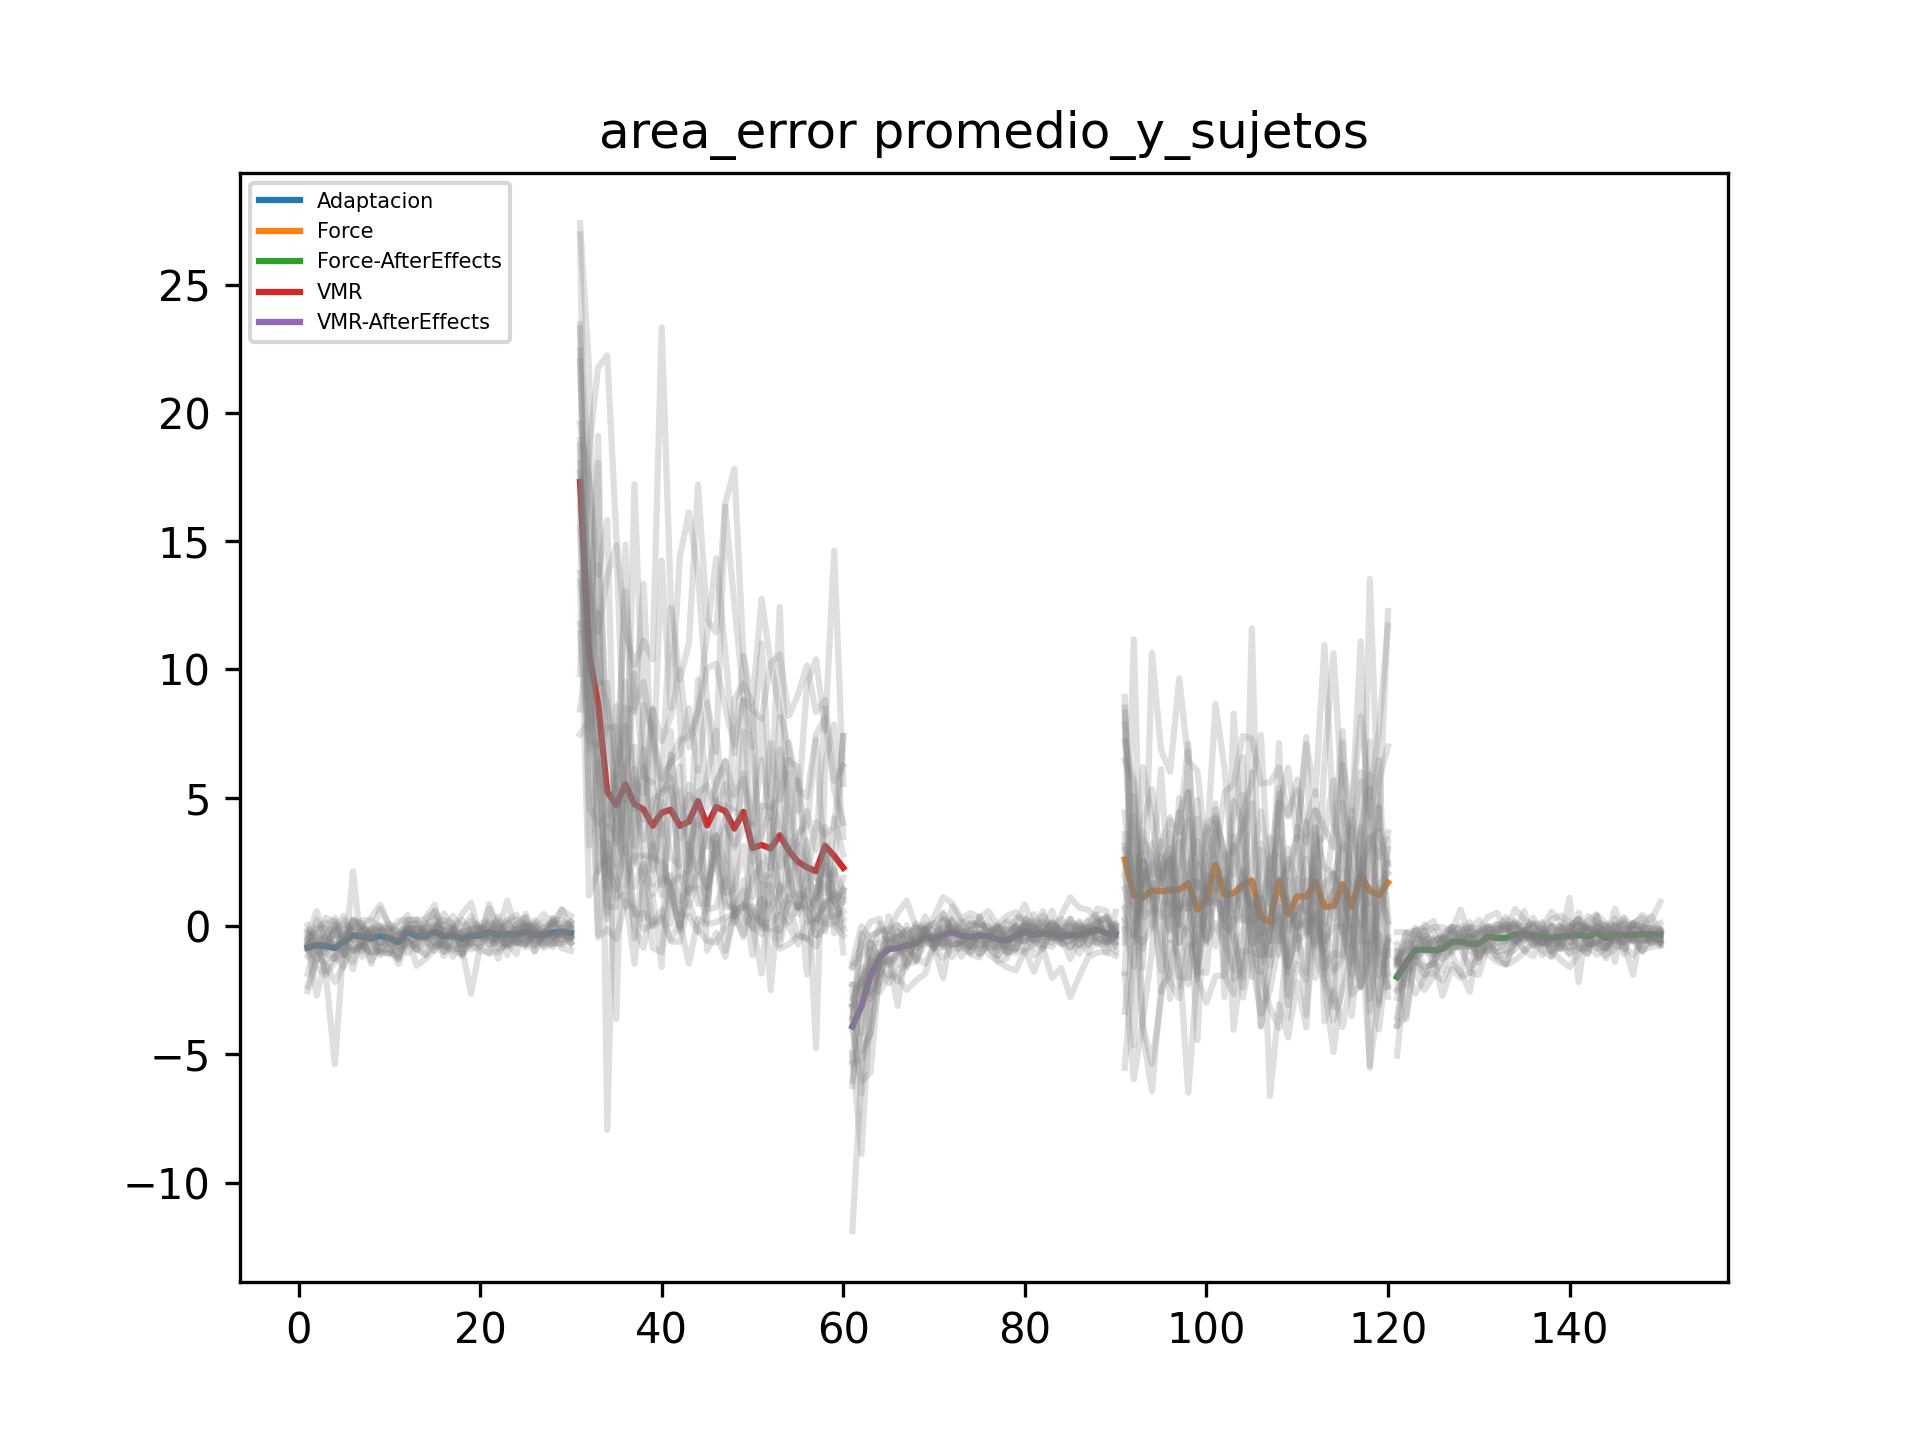 area_error promedio_y_sujetos
Adaptacion
Force
Force-AfterEffects
VMR
VMR-AfterEffects
25
20
15
10
5
0
−5
−10
0 20 40 60 80 100 120 140